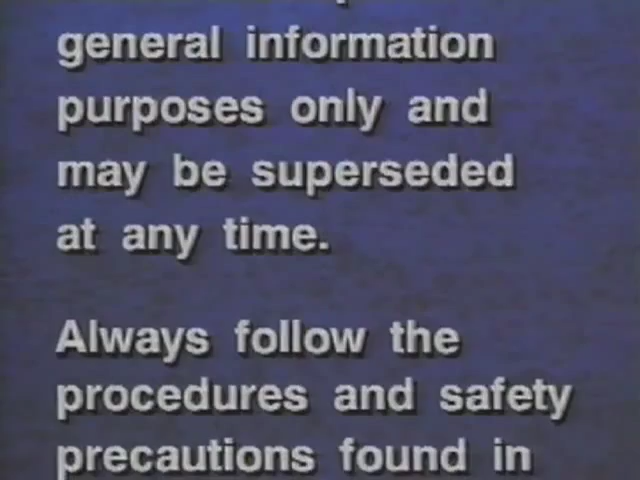 general information
purposes only and
may be superseded
at any time.
Always follow the
procedures and safety
precautions found in